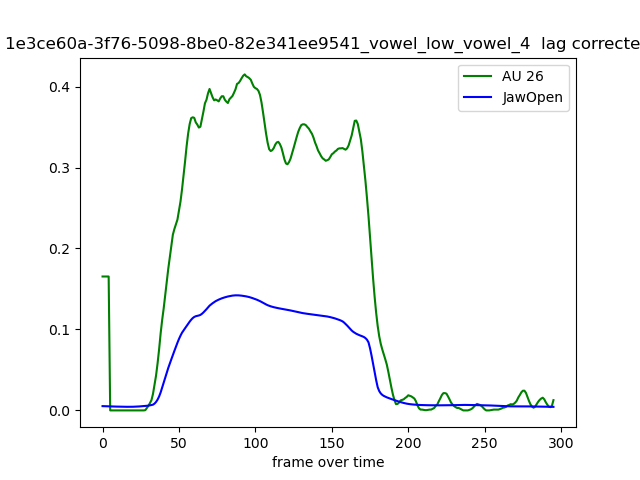 1e3ce60a-3f76-5098-8be0-82e341ee9541_vowel_low_vowel_4 lag correcte
AU 26
JawOpen
0.4
0.3
0.2
0.1
0.0
0 50 100 150 200 250 300
frame over time